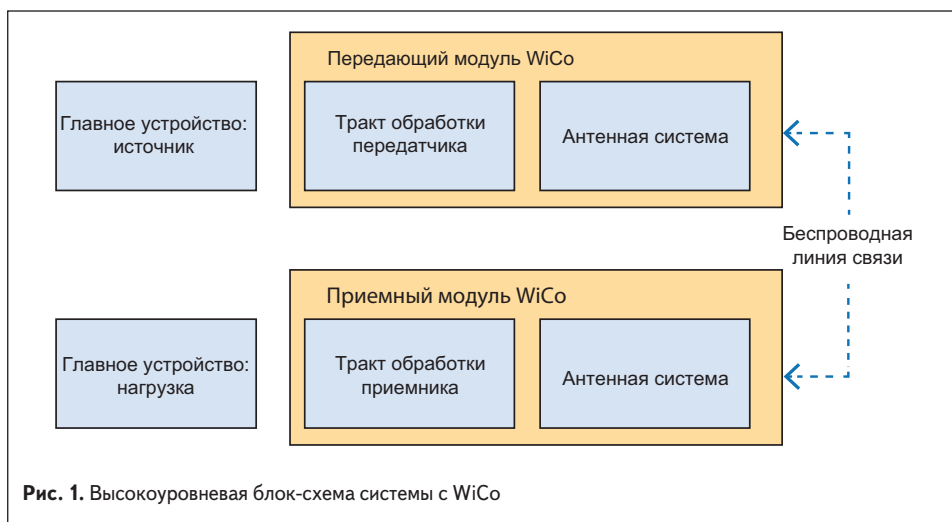 Передающий модуль WiCo
Главное устройство:
источник
Тракт обработки
передатчика
Антенная система
Беспроводная
линия связи
Приемный модуль WiCo
Главное устройство:
нагрузка
Тракт обработки
приемника
Антенная система
Рис. 1. Высокоуровневая блок-схема системы с WiCo